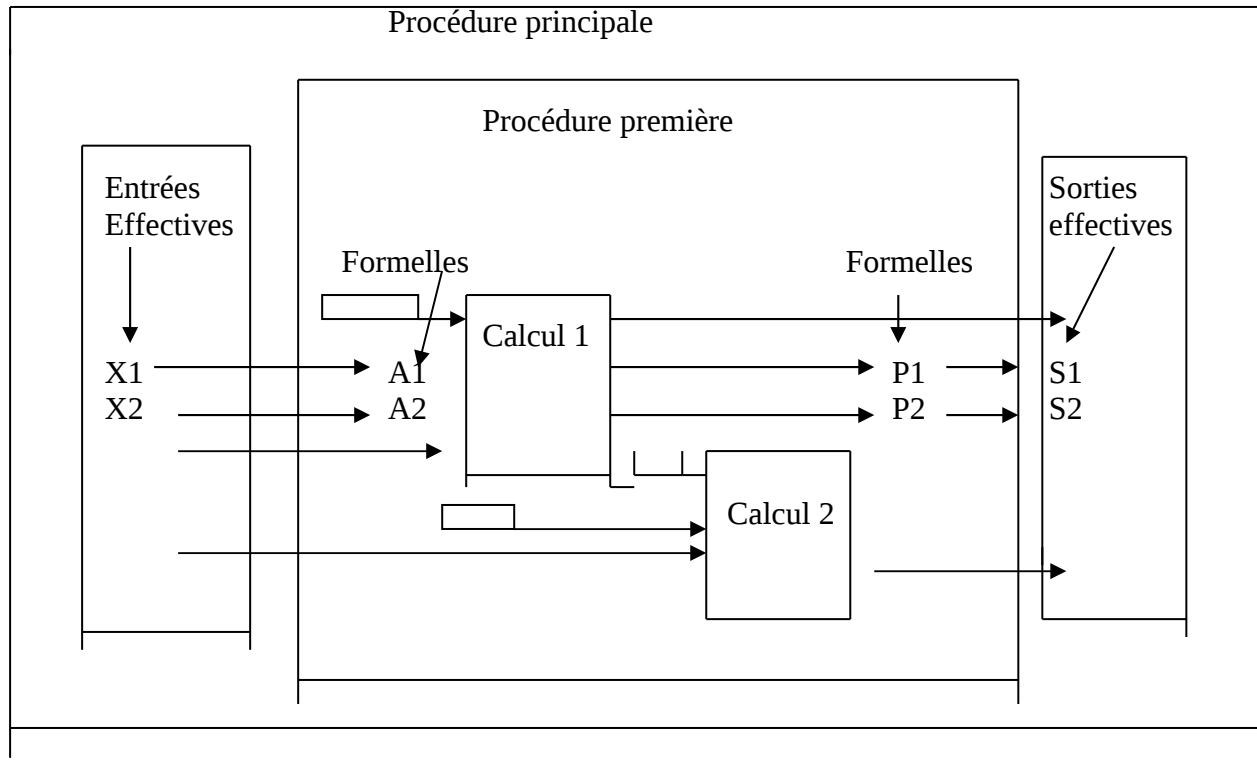 Procédure principale
Procédure première
Entrées
Effectives
Sorties
effectives
Formelles
Formelles
Calcul 1
X1
A1
P1
S1
X2
A2
P2
S2
Calcul 2